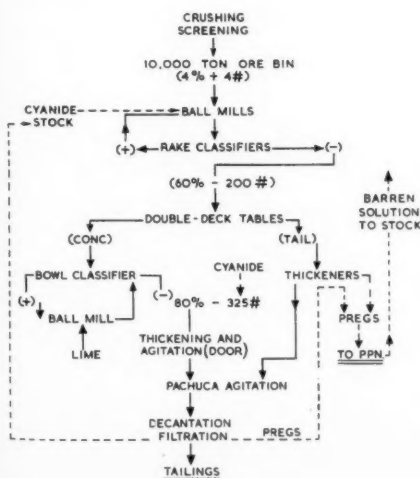 CRUSHING
SCREENING
10,000 TON ORE BIN
(4% + 4#)
CYANIDE
STOCK
BALL MILLS
(+)
RAKE CLASSIFIERS
(-)
(60% - 200 #)
BARREN
SOLUTION
TO STOCK
DOUBLE-DECK TABLES
(CONC)
(TAIL)
BOWL CLASSIFIER
CYANIDE
THICKENERS
(+)
(-)
80% - 325#
BALL MILL
PREGS
LIME
THICKENING AND
AGITATION (DOOR)
TO PPN
PACHUCA AGITATION
DECANTATION
FILTRATION
PREGS
TAILINGS